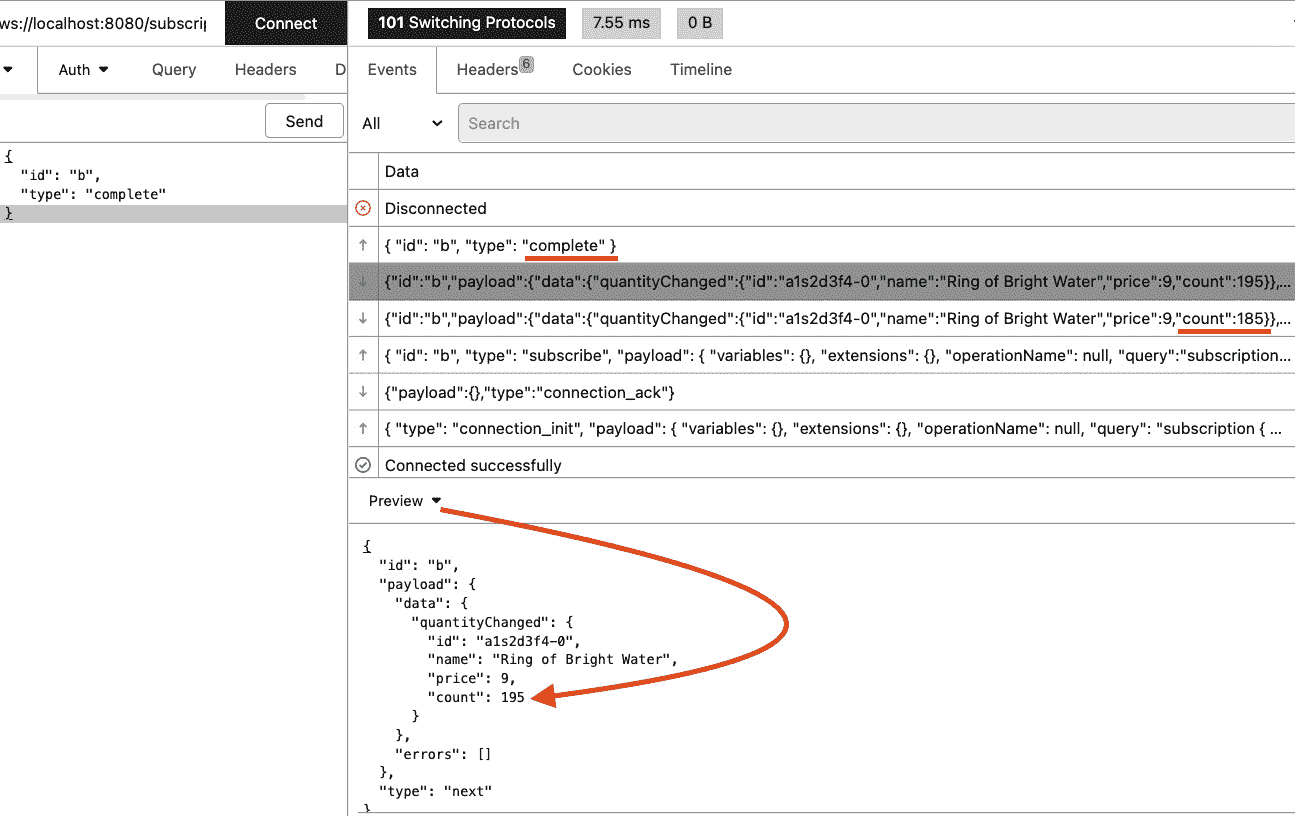 ws://localhost:8080/subscrip
Connect
101 Switching Protocols
7.55 ms
0 B
Auth
Query
Headers
D
Events
Headers 6
Cookies
Timeline
Send
All
Search
{
"id": "b",
"type": "complete"
}
Data
Disconnected
{ "id": "b", "type": "complete" }
{"id":"b","payload":{"data":{"quantityChanged":{"id":"a1s2d3f4-0","name":"Ring of Bright Water","price":9,"count":195}},...
{"id":"b","payload":{"data":{"quantityChanged":{"id":"a1s2d3f4-0","name":"Ring of Bright Water","price":9,"count":185}},...
{ "id": "b", "type": "subscribe", "payload": { "variables": {}, "extensions": {}, "operationName": null, "query":"subscription...
{"payload":{},"type":"connection_ack"}
{ "type": "connection_init", "payload": { "variables": {}, "extensions": {}, "operationName": null, "query": "subscription { ...
Connected successfully
Preview
{
"id": "b",
"payload": {
"data": {
"quantityChanged": {
"id": "a1s2d3f4-0",
"name": "Ring of Bright Water",
"price": 9,
"count": 195
}
},
"errors": []
},
"type": "next"
}